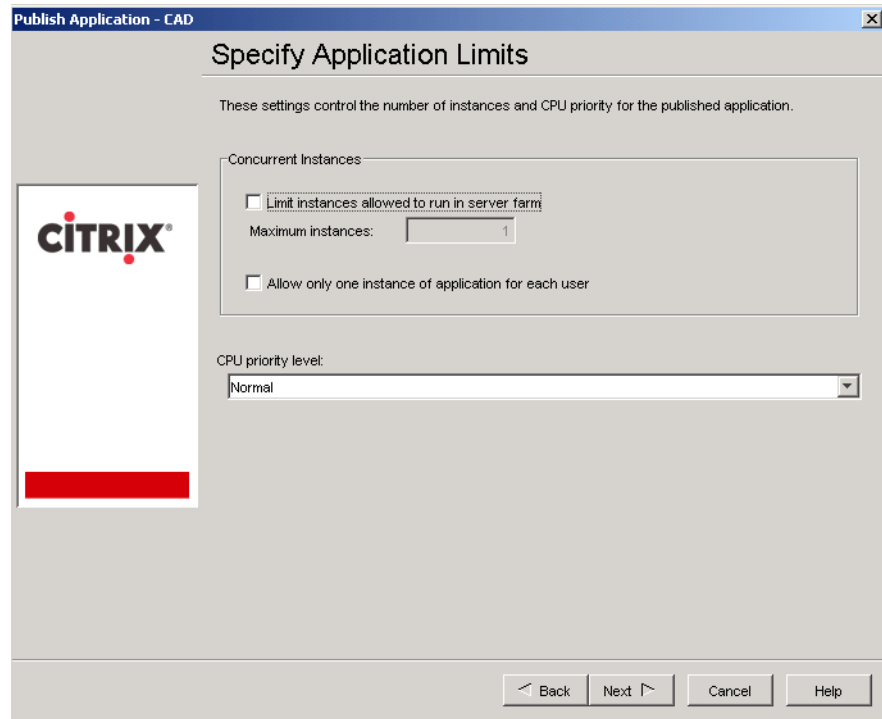 Publish Application - CAD
Specify Application Limits
These settings control the number of instances and CPU priority for the published application.
Concurrent Instances
Limit instances allowed to run in server farm
Maximum instances: 1
CITRIX®
Allow only one instance of application for each user
CPU priority level:
Normal
Back Next Cancel Help